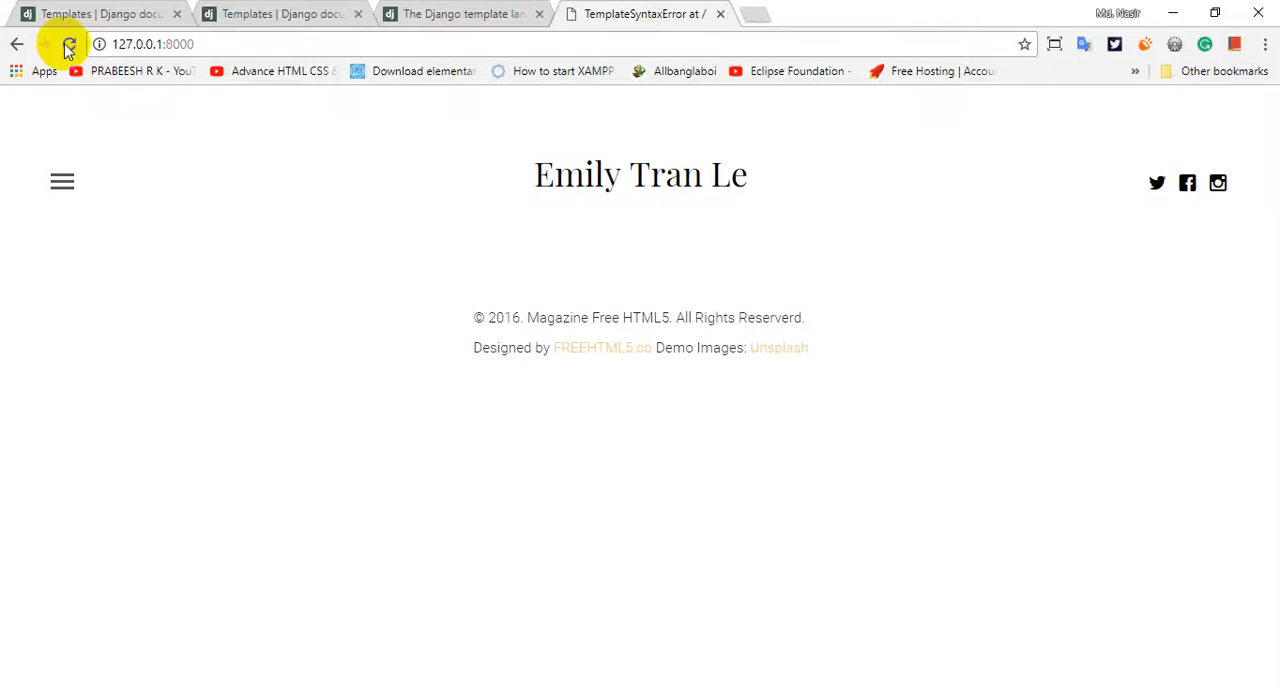 Templates | Django docu
Templates | Django docu
The Django template lan
TemplateSyntaxError at /
Md. Nasir
127.0.0.1:8000
Apps
PRABEESH R K - YouT
Advance HTML CSS &
Download elementa
How to start XAMPP
Allbanglaboi
Eclipse Foundation -
Free Hosting | Accou
»
Other bookmarks
Emily Tran Le
© 2016. Magazine Free HTML5. All Rights Reserverd.
Designed by FREEHTML5.co Demo Images: Unsplash